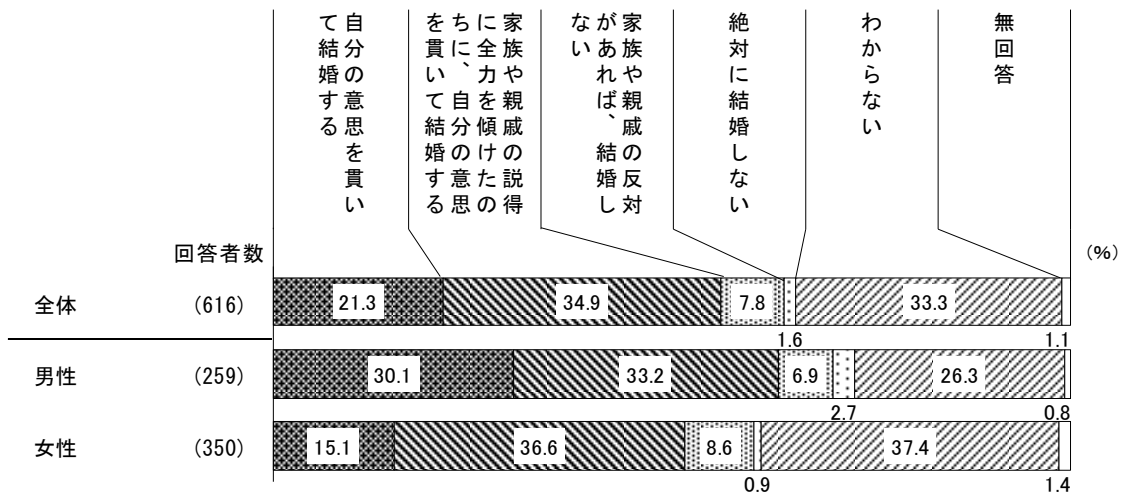 自分の意思を貫い
て結婚する
家族や親戚の説得
に全力を傾けたの
ちに、自分の意思
を貫いて結婚する
家族や親戚の反対
があれば、結婚し
ない
絶対に結婚しない
わからない
無回答
回答者数
(%)
全体 (616) 21.3 34.9 7.8 33.3
1.6 1.1
男性 (259) 30.1 33.2 6.9 26.3
2.7 0.8
女性 (350) 15.1 36.6 8.6 37.4
0.9 1.4